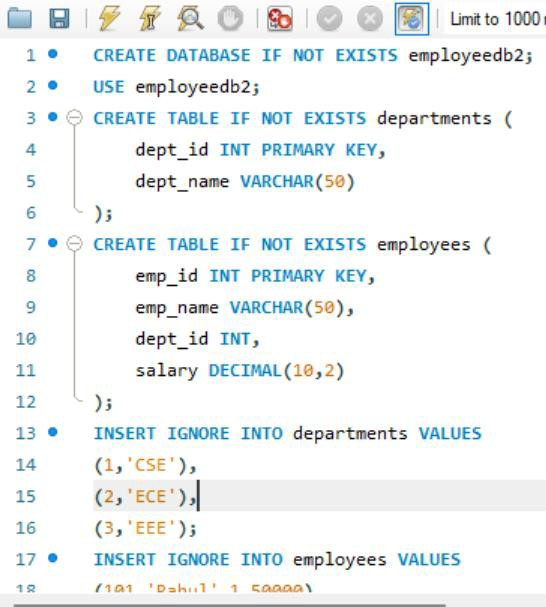 Limit to 1000
1 CREATE DATABASE IF NOT EXISTS employeedb2;
2 USE employeedb2;
3 CREATE TABLE IF NOT EXISTS departments (
4 dept_id INT PRIMARY KEY,
5 dept_name VARCHAR(50)
6 );
7 CREATE TABLE IF NOT EXISTS employees (
8 emp_id INT PRIMARY KEY,
9 emp_name VARCHAR(50),
10 dept_id INT,
11 salary DECIMAL(10,2)
12 );
13 INSERT IGNORE INTO departments VALUES
14 (1,'CSE'),
15 (2,'ECE'),
16 (3,'EEE');
17 INSERT IGNORE INTO employees VALUES
18 (101,'Rahul',1,50000)